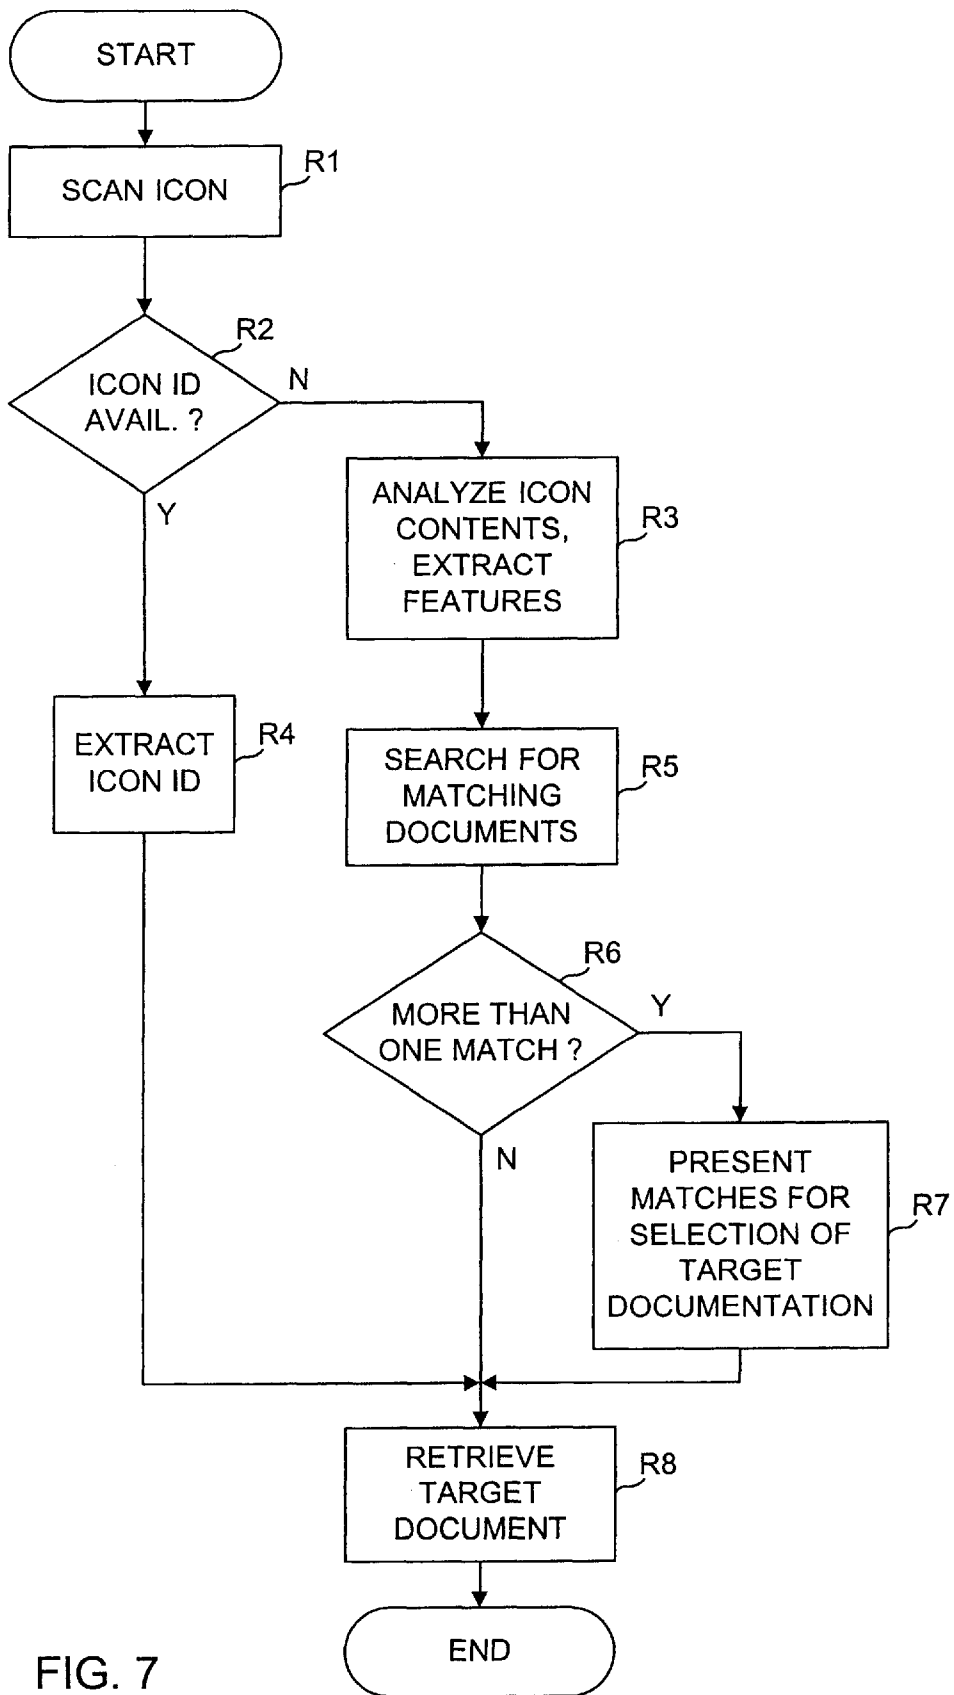 START
SCAN ICON
R1
R2
ICON ID
AVAIL. ?
N
Y
ANALYZE ICON
CONTENTS,
EXTRACT
FEATURES
R3
EXTRACT
ICON ID
R4
SEARCH FOR
MATCHING
DOCUMENTS
R5
R6
MORE THAN
ONE MATCH ?
Y
N
PRESENT
MATCHES FOR
SELECTION OF
TARGET
DOCUMENTATION
R7
RETRIEVE
TARGET
DOCUMENT
R8
END
FIG. 7